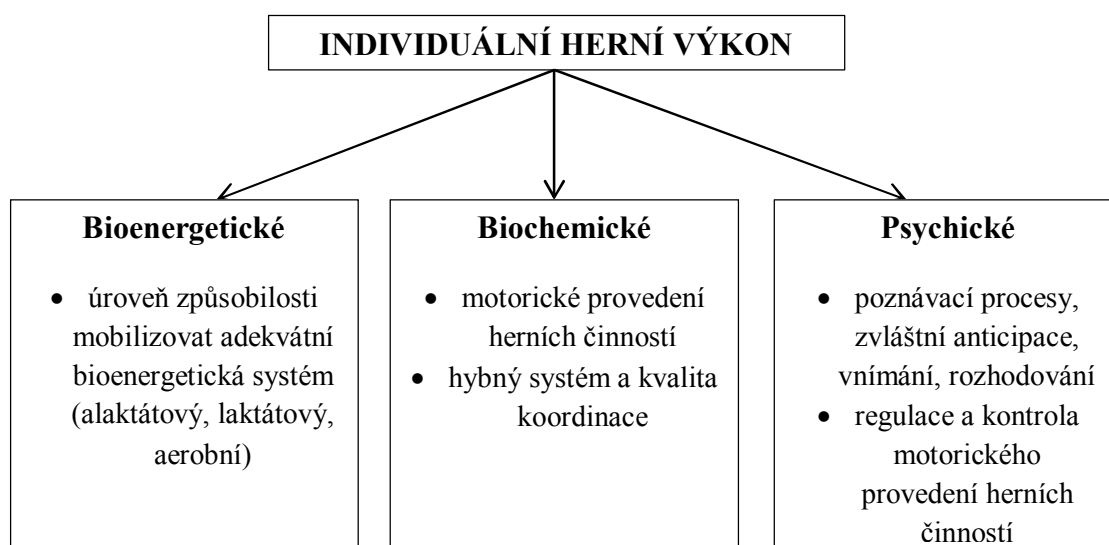 INDIVIDUÁLNÍ HERNÍ VÝKON
Bioenergetické
• úroveň způsobilosti
mobilizovat adekvátní
bioenergetická systém
(alaktátový, laktátový,
aerobní)
Biochemické
• motorické provedení
herních činností
• hybný systém a kvalita
koordinace
Psychické
• poznávací procesy,
zvláštní anticipace,
vnímání, rozhodování
• regulace a kontrola
motorického
provedení herních
činností